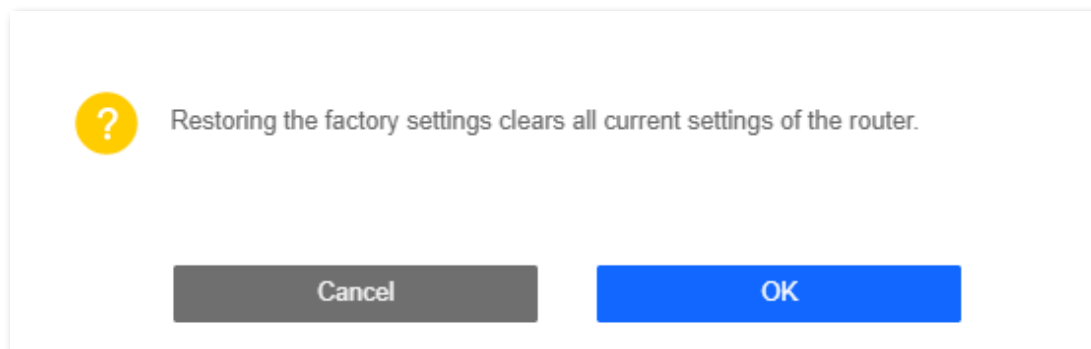 ?
Restoring the factory settings clears all current settings of the router.
Cancel
OK